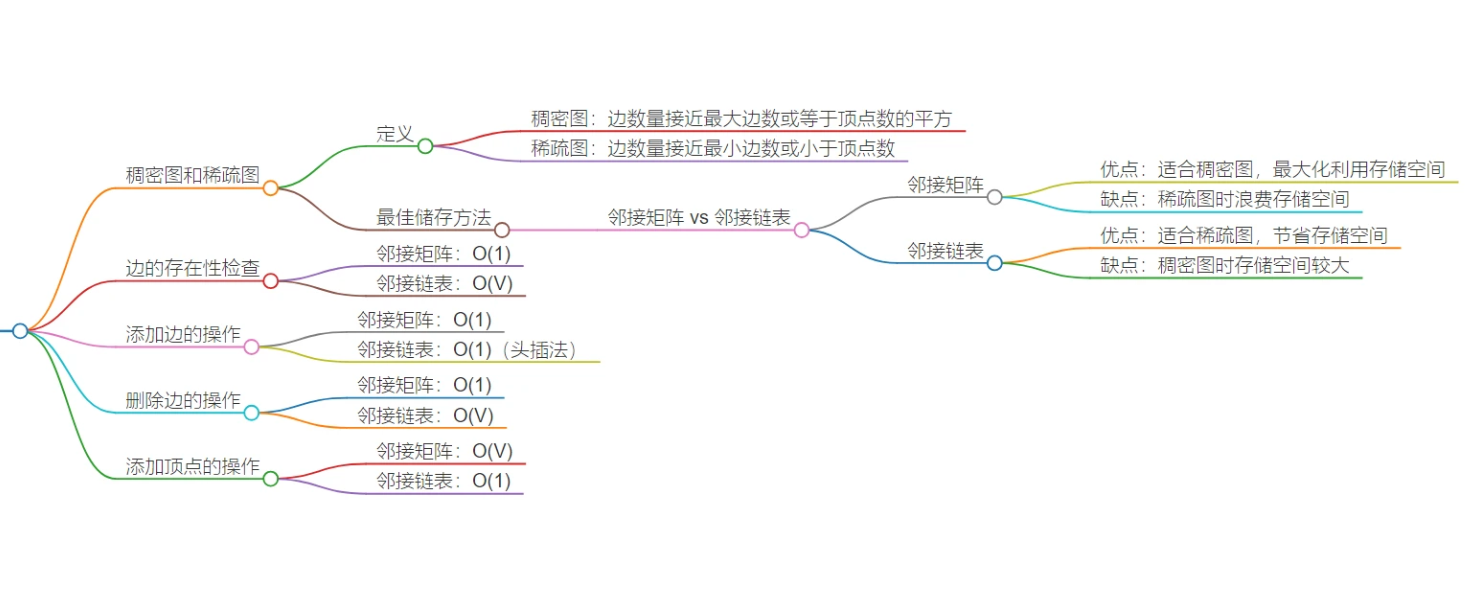 稠密图和稀疏图
定义
稠密图：边数量接近最大边数或等于顶点数的平方
稀疏图：边数量接近最小边数或小于顶点数
最佳储存方法
邻接矩阵 vs 邻接链表
邻接矩阵
优点：适合稠密图，最大化利用存储空间
缺点：稀疏图时浪费存储空间
邻接链表
优点：适合稀疏图，节省存储空间
缺点：稠密图时存储空间较大
边的存在性检查
邻接矩阵：O(1)
邻接链表：O(V)
添加边的操作
邻接矩阵：O(1)
邻接链表：O(1)（头插法）
删除边的操作
邻接矩阵：O(1)
邻接链表：O(V)
添加顶点的操作
邻接矩阵：O(V)
邻接链表：O(1)